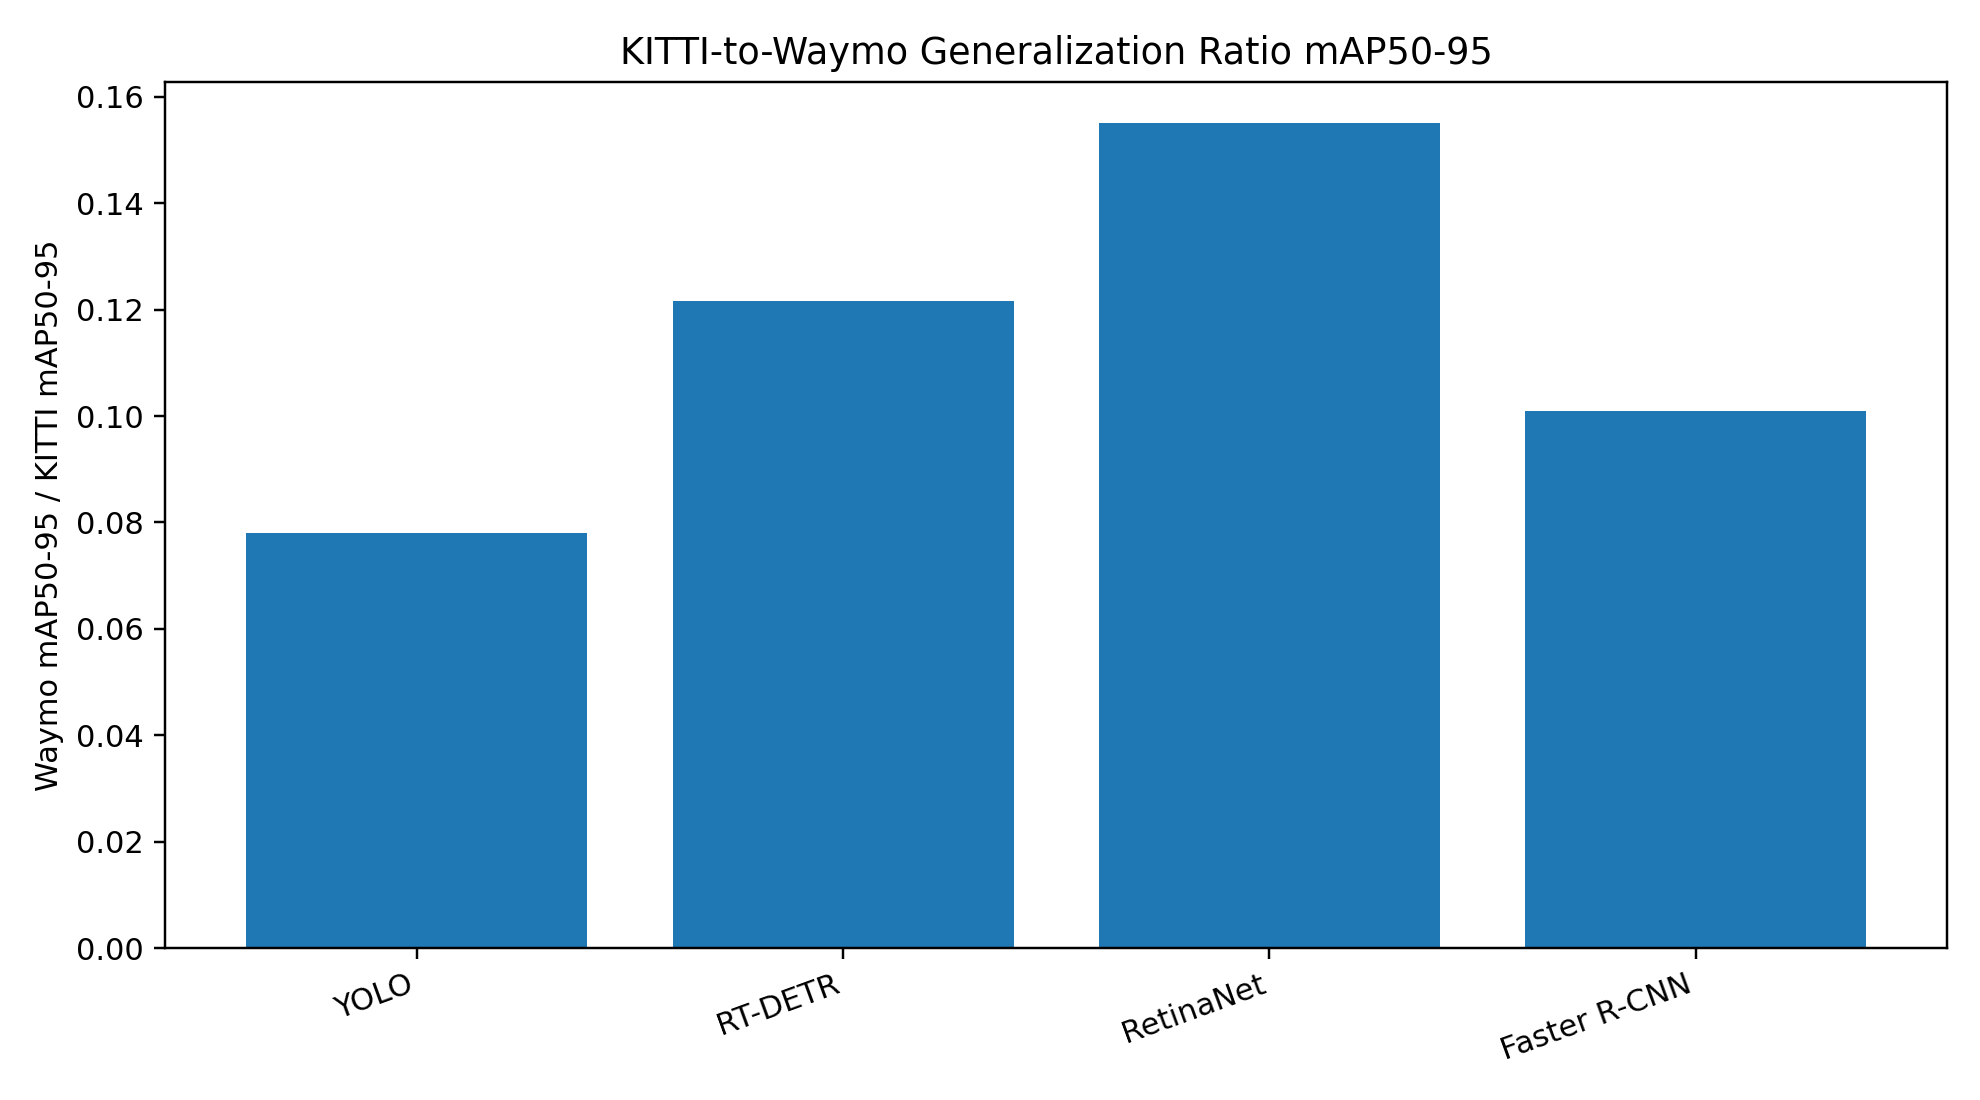 KITTI-to-Waymo Generalization Ratio mAP50-95
Waymo mAP50-95 / KITTI mAP50-95
0.16
0.14
0.12
0.10
0.08
0.06
0.04
0.02
0.00
YOLO
RT-DETR
RetinaNet
Faster R-CNN